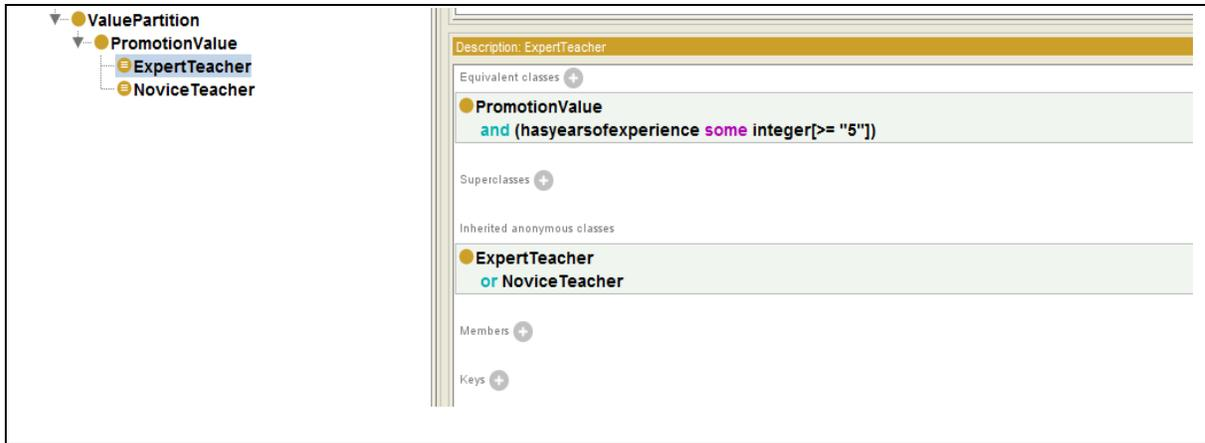 ValuePartition
PromotionValue
ExpertTeacher
NoviceTeacher
Description: ExpertTeacher
Equivalent classes
PromotionValue
and (hasyearsofexperience some integer[>= "5"])
Superclasses
Inherited anonymous classes
ExpertTeacher
or NoviceTeacher
Members
Keys